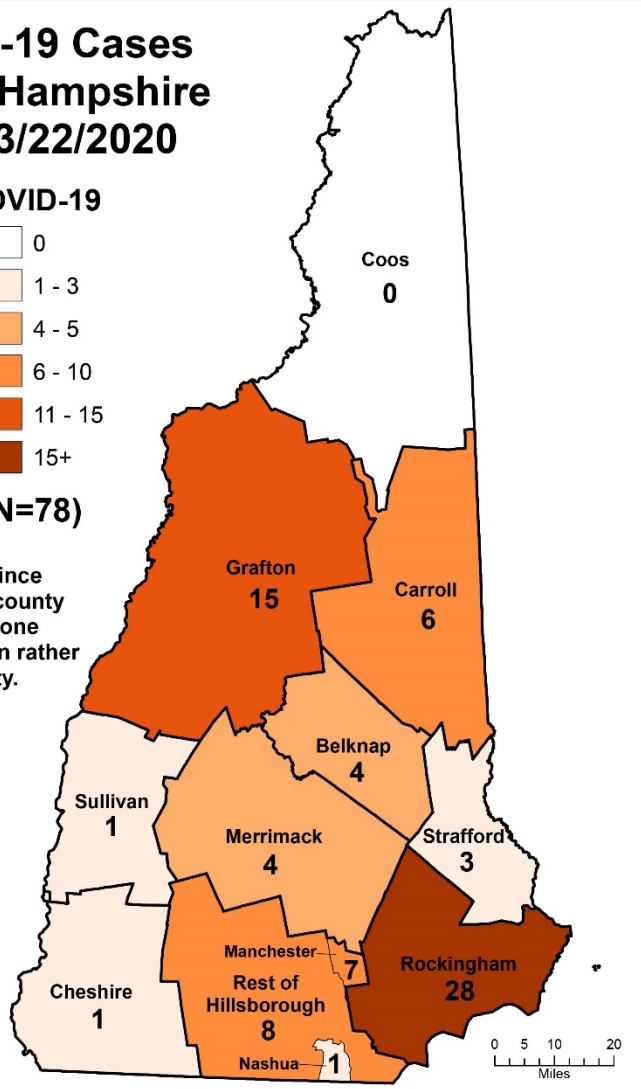 -19 Cases
Hampshire
3/22/2020
OVID-19
0
1 - 3
4 - 5
6 - 10
11 - 15
15+
N=78)
ince
county
one
n rather
y.
Coos
0
Grafton
15
Carroll
6
Belknap
4
Sullivan
1
Merrimack
4
Strafford
3
Manchester
7
Rockingham
28
Cheshire
1
Rest of
Hillsborough
8
Nashua
1
0 5 10 20
Miles